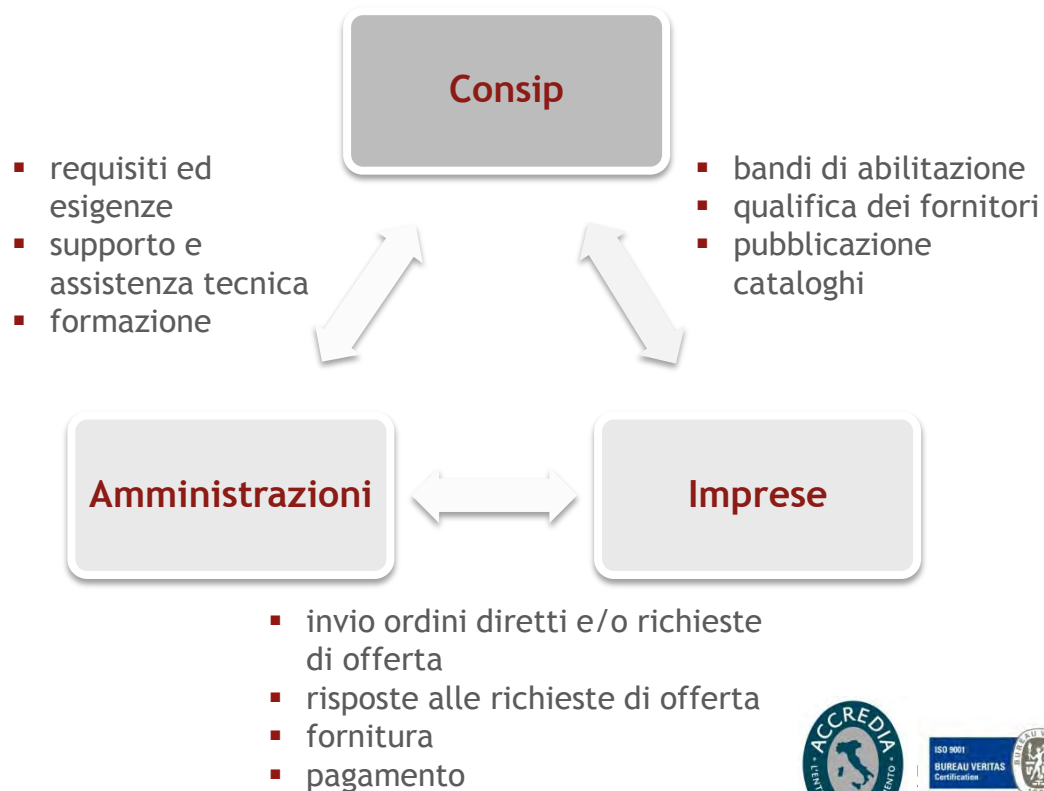 Consip
▪ requisiti ed
esigenze
▪ supporto e
assistenza tecnica
▪ formazione
▪ bandi di abilitazione
▪ qualifica dei fornitori
▪ pubblicazione
cataloghi
Amministrazioni
Imprese
▪ invio ordini diretti e/o richieste
di offerta
▪ risposte alle richieste di offerta
▪ fornitura
▪ pagamento
ACCREDIA
ISO 9001
BUREAU VERITAS
Certification